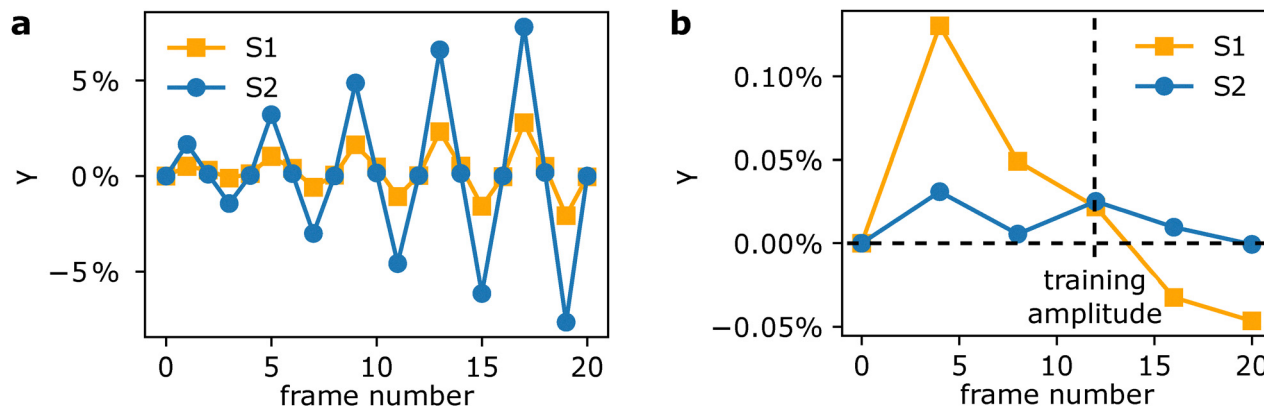 a
S1
S2
5%
0%
−5%
γ
0 5 10 15 20
frame number
b
S1
S2
0.10%
0.05%
0.00%
−0.05%
γ
training
amplitude
0 5 10 15 20
frame number